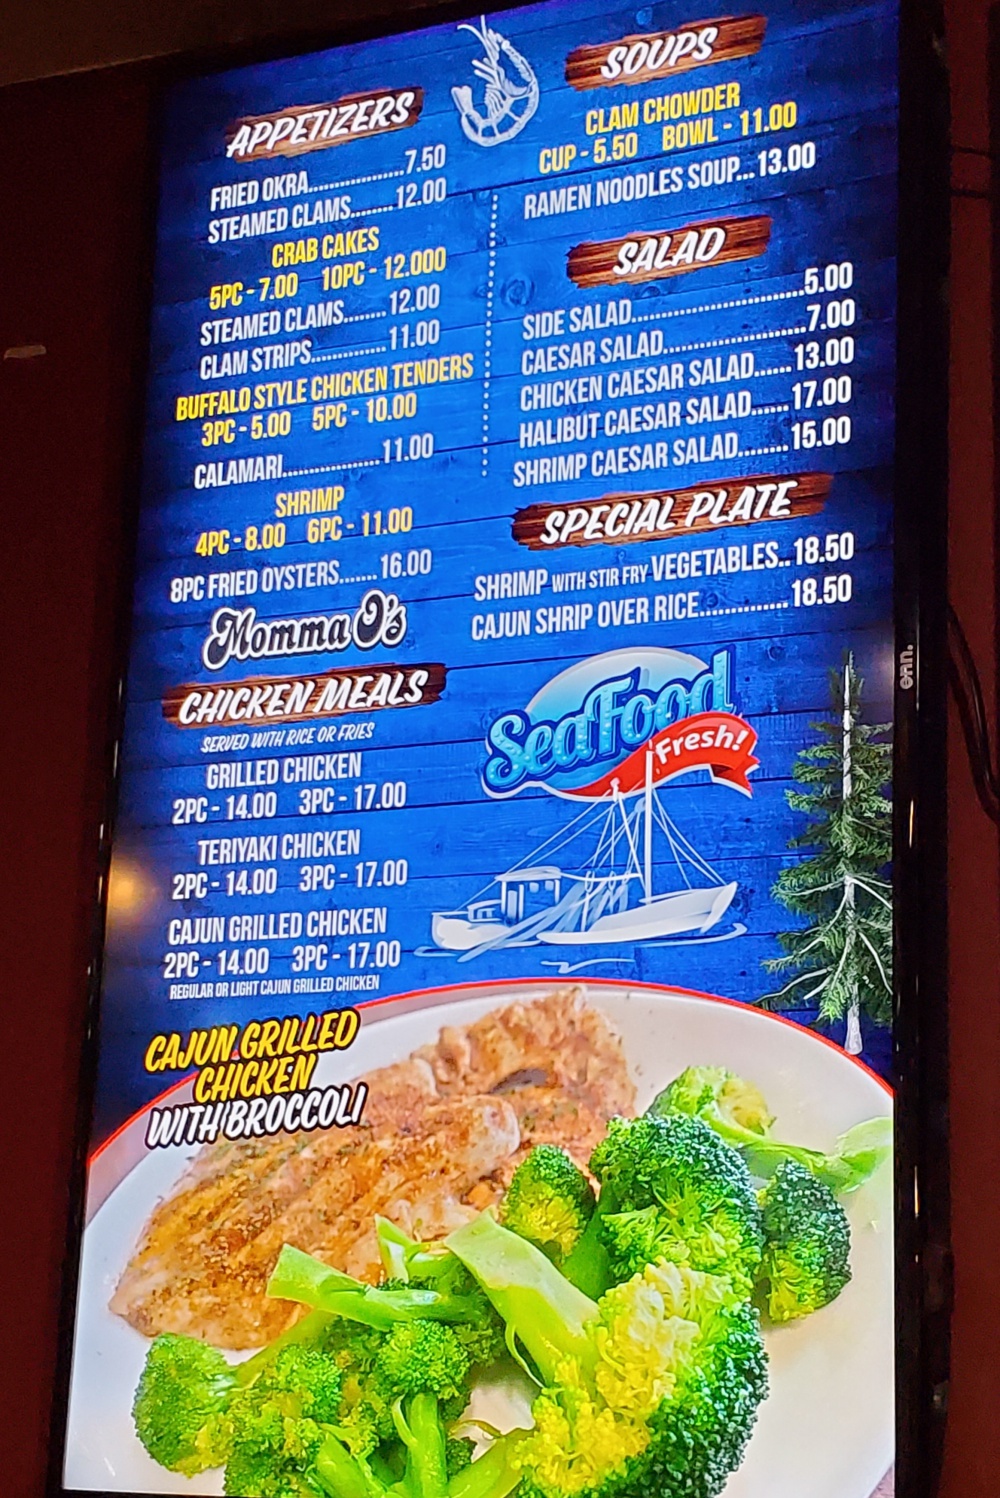 APPETIZERS
FRIED OKRA...................7.50
STEAMED CLAMS........12.00
CRAB CAKES
5PC - 7.00 10PC - 12.000
STEAMED CLAMS........12.00
CLAM STRIPS..............11.00
BUFFALO STYLE CHICKEN TENDERS
3PC - 5.00 5PC - 10.00
CALAMARI...................11.00
SHRIMP
4PC - 8.00 6PC - 11.00
8PC FRIED OYSTERS.......16.00
Momma O's
CHICKEN MEALS
SERVED WITH RICE OR FRIES
GRILLED CHICKEN
2PC - 14.00 3PC - 17.00
TERIYAKI CHICKEN
2PC - 14.00 3PC - 17.00
CAJUN GRILLED CHICKEN
2PC - 14.00 3PC - 17.00
REGULAR OR LIGHT CAJUN GRILLED CHICKEN
CAJUN GRILLED
CHICKEN
WITH BROCCOLI
SOUPS
CLAM CHOWDER
CUP - 5.50 BOWL - 11.00
RAMEN NOODLES SOUP...13.00
SALAD
SIDE SALAD.................................5.00
CAESAR SALAD...........................7.00
CHICKEN CAESAR SALAD......13.00
HALIBUT CAESAR SALAD......17.00
SHRIMP CAESAR SALAD........15.00
SPECIAL PLATE
SHRIMP WITH STIR FRY VEGETABLES..18.50
CAJUN SHRIP OVER RICE..............18.50
SeaFood
Fresh!
onn.